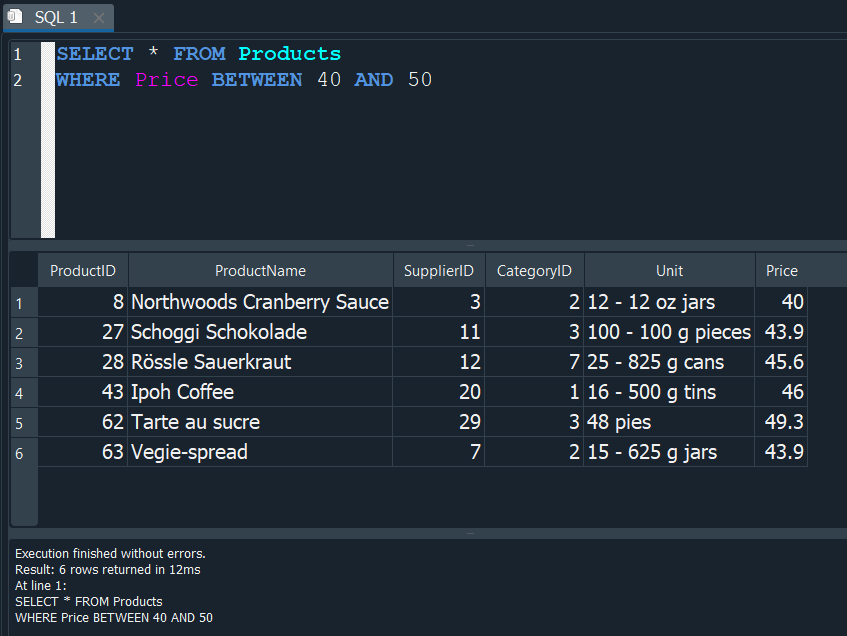 SQL 1
1 SELECT * FROM Products
2 WHERE Price BETWEEN 40 AND 50
ProductID ProductName SupplierID CategoryID Unit Price
1 8 Northwoods Cranberry Sauce 3 2 12 - 12 oz jars 40
2 27 Schoggi Schokolade 11 3 100 - 100 g pieces 43.9
3 28 Rössle Sauerkraut 12 7 25 - 825 g cans 45.6
4 43 Ipoh Coffee 20 1 16 - 500 g tins 46
5 62 Tarte au sucre 29 3 48 pies 49.3
6 63 Vegie-spread 7 2 15 - 625 g jars 43.9
Execution finished without errors.
Result: 6 rows returned in 12ms
At line 1:
SELECT * FROM Products
WHERE Price BETWEEN 40 AND 50